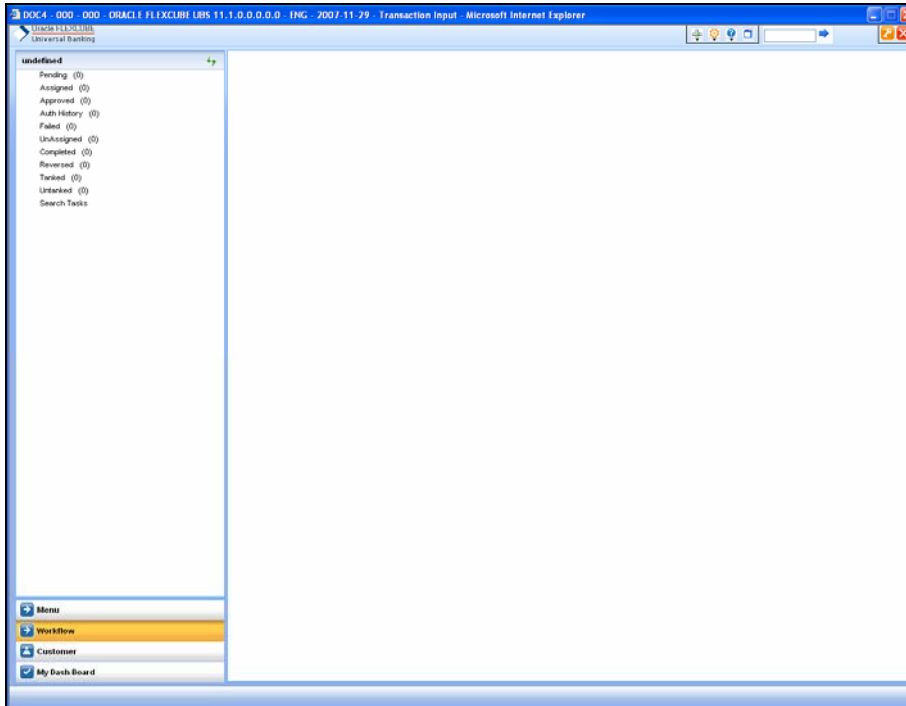 DOC4 - 000 - 000 - ORACLE FLEXCUBE UBS 11.1.0.0.0.0.0 - ENG - 2007-11-29 - Transaction Input - Microsoft Internet Explorer
Oracle FLEXCUBE
Universal Banking
undefined
Pending (0)
Assigned (0)
Approved (0)
Auth History (0)
Failed (0)
UnAssigned (0)
Completed (0)
Reversed (0)
Tanked (0)
Untanked (0)
Search Tasks
Menu
Workflow
Customer
My Dash Board